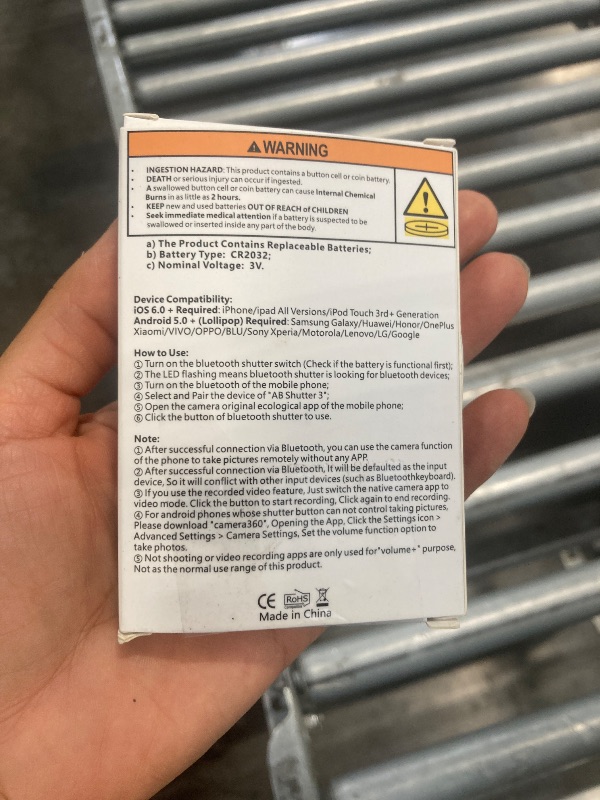 ⚠ WARNING
• INGESTION HAZARD: This product contains a button cell or coin battery.
• DEATH or serious injury can occur if ingested.
• A swallowed button cell or coin battery can cause Internal Chemical
Burns in as little as 2 hours.
• KEEP new and used batteries OUT OF REACH of CHILDREN
• Seek immediate medical attention if a battery is suspected to be
swallowed or inserted inside any part of the body.
a) The Product Contains Replaceable Batteries;
b) Battery Type: CR2032;
c) Nominal Voltage: 3V.
Device Compatibility:
iOS 6.0 + Required: iPhone/ipad All Versions/iPod Touch 3rd+ Generation
Android 5.0 + (Lollipop) Required: Samsung Galaxy/Huawei/Honor/OnePlus
Xiaomi/VIVO/OPPO/BLU/Sony Xperia/Motorola/Lenovo/LG/Google
How to Use:
① Turn on the bluetooth shutter switch (Check if the battery is functional first);
② The LED flashing means bluetooth shutter is looking for bluetooth devices;
③ Turn on the bluetooth of the mobile phone;
④ Select and Pair the device of "AB Shutter 3";
⑤ Open the camera original ecological app of the mobile phone;
⑥ Click the button of bluetooth shutter to use.
Note:
① After successful connection via Bluetooth, you can use the camera function
of the phone to take pictures remotely without any APP.
② After successful connection via Bluetooth, It will be defaulted as the input
device, So it will conflict with other input devices (such as Bluetoothkeyboard).
③ If you use the recorded video feature, Just switch the native camera app to
video mode. Click the button to start recording, Click again to end recording.
④ For android phones whose shutter button can not control taking pictures,
Please download "camera360", Opening the App, Click the Settings icon >
Advanced Settings > Camera Settings, Set the volume function option to
take photos.
⑤ Not shooting or video recording apps are only used for"volume+" purpose,
Not as the normal use range of this product.
CE RoHS
Made in China